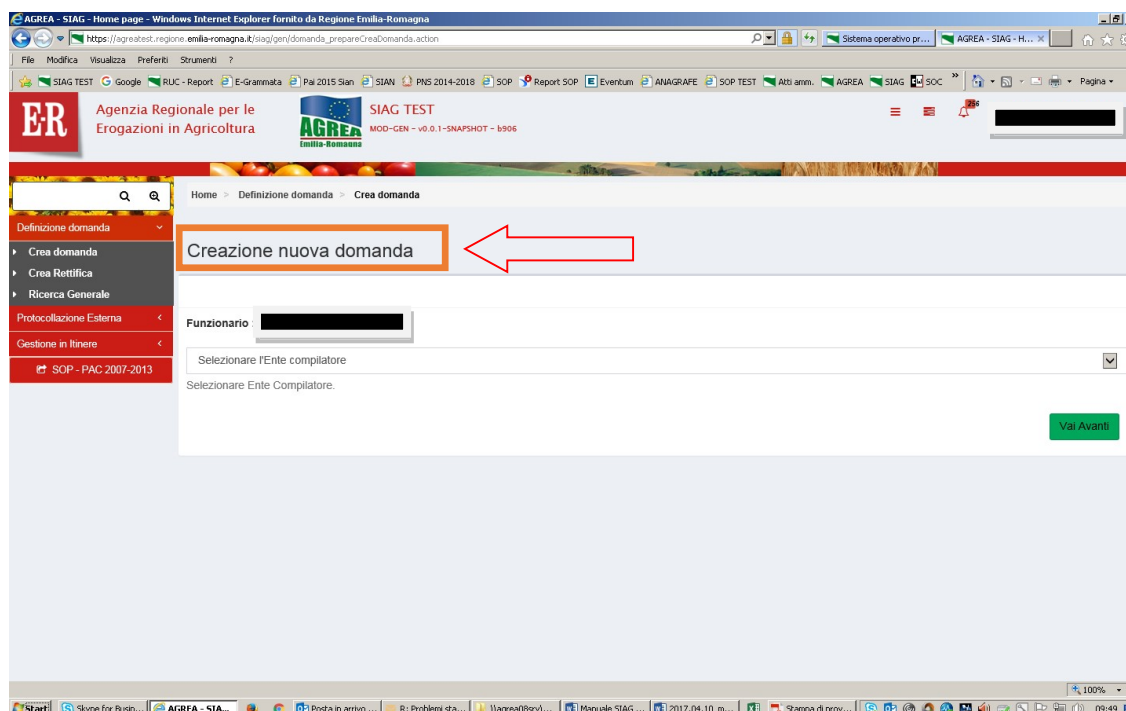 AGREA - SIAG - Home page - Windows Internet Explorer fornito da Regione Emilia-Romagna
https://agreatest.regione.emilia-romagna.it/siag/gen/domanda_prepareCreaDomanda.action
Sistema operativo pr...
AGREA - SIAG - H...
File Modifica Visualizza Preferiti Strumenti ?
SIAG TEST Google RUC - Report E-Grammata Pai 2015 Sian SIAN PNS 2014-2018 SOP Report SOP Eventum ANAGRAFE SOP TEST Atti amm. AGREA SIAG SOC » Pagina
E·R
Agenzia Regionale per le
Erogazioni in Agricoltura
AGREA
Emilia-Romagna
SIAG TEST
MOD-GEN - v0.0.1-SNAPSHOT - b906
256
Home > Definizione domanda > Crea domanda
Definizione domanda
Crea domanda
Crea Rettifica
Ricerca Generale
Protocollazione Esterna
Gestione in Itinere
SOP - PAC 2007-2013
Creazione nuova domanda
Funzionario
Selezionare l'Ente compilatore
Selezionare Ente Compilatore.
Vai Avanti
100%
Start Skype for Busin... AGREA - SIA... Posta in arrivo ... R: Problemi sta... Manuale SIAG ... 2017.04.10_m... Stampa di prov... 09:49